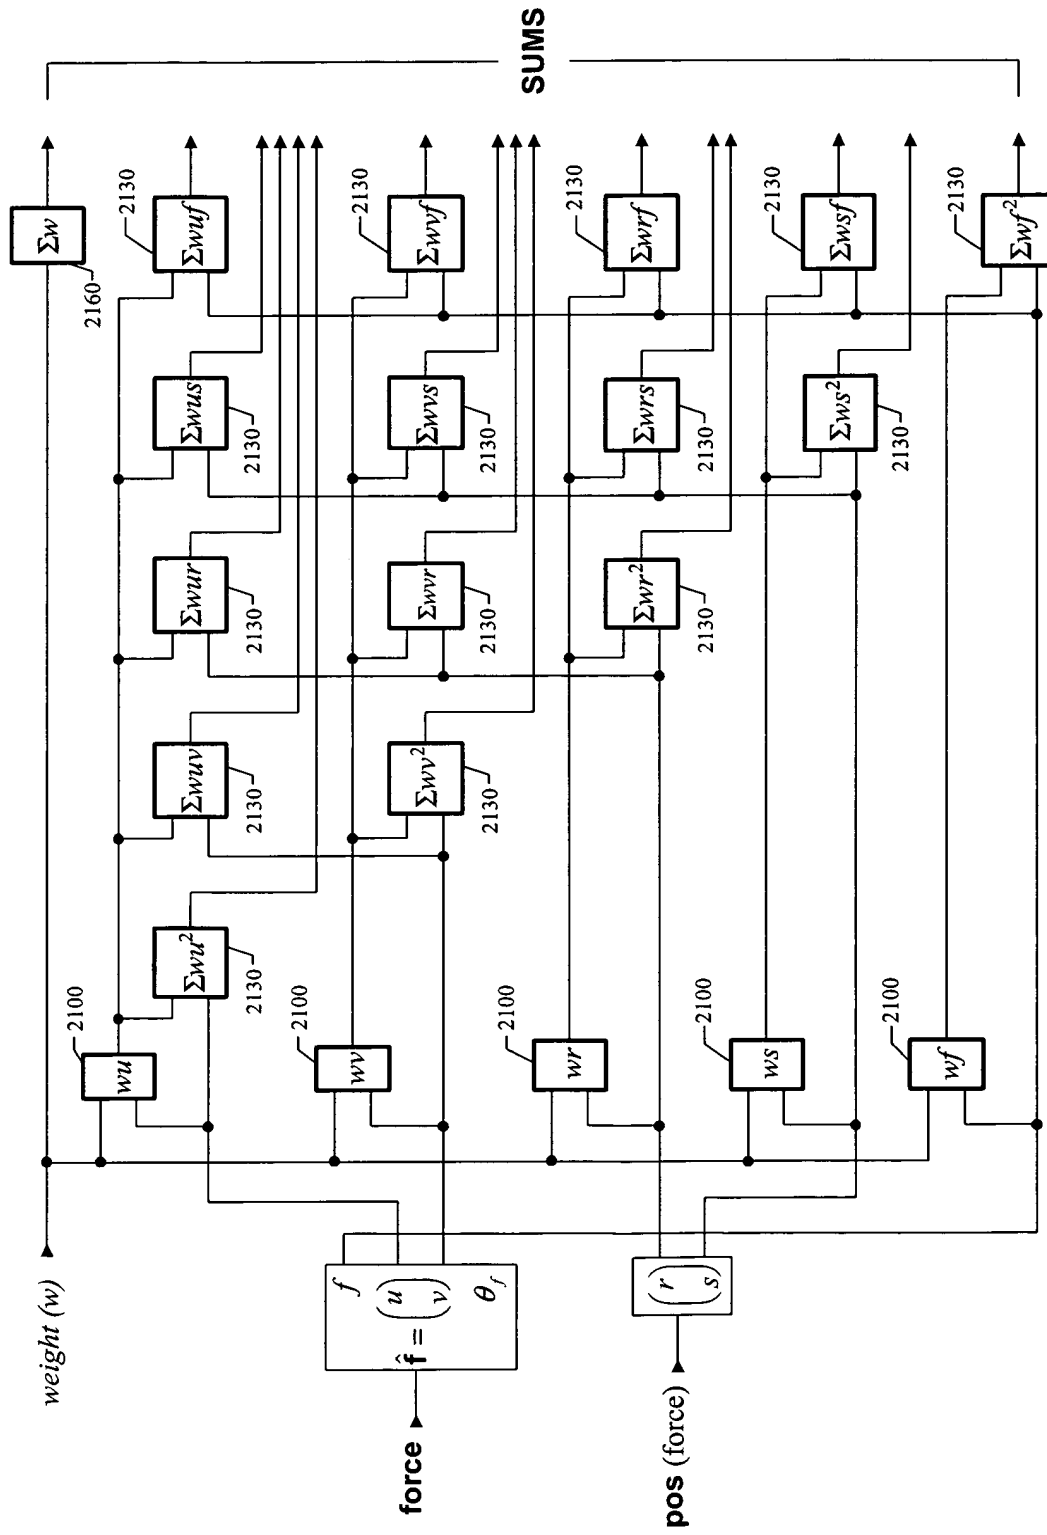 weight (w)
Σw
2160
SUMS
wu
2100
Σwu²
2130
Σwuv
2130
Σwur
2130
Σwus
2130
Σwuf
2130
force
f
f̂ = (u v)
θ_f
wv
2100
Σwv²
2130
Σwvr
2130
Σwvs
2130
Σwvf
2130
pos (force)
(r s)
wr
2100
Σwr²
2130
Σwrs
2130
Σwrf
2130
ws
2100
Σws²
2130
Σwsf
2130
wf
2100
Σwf²
2130